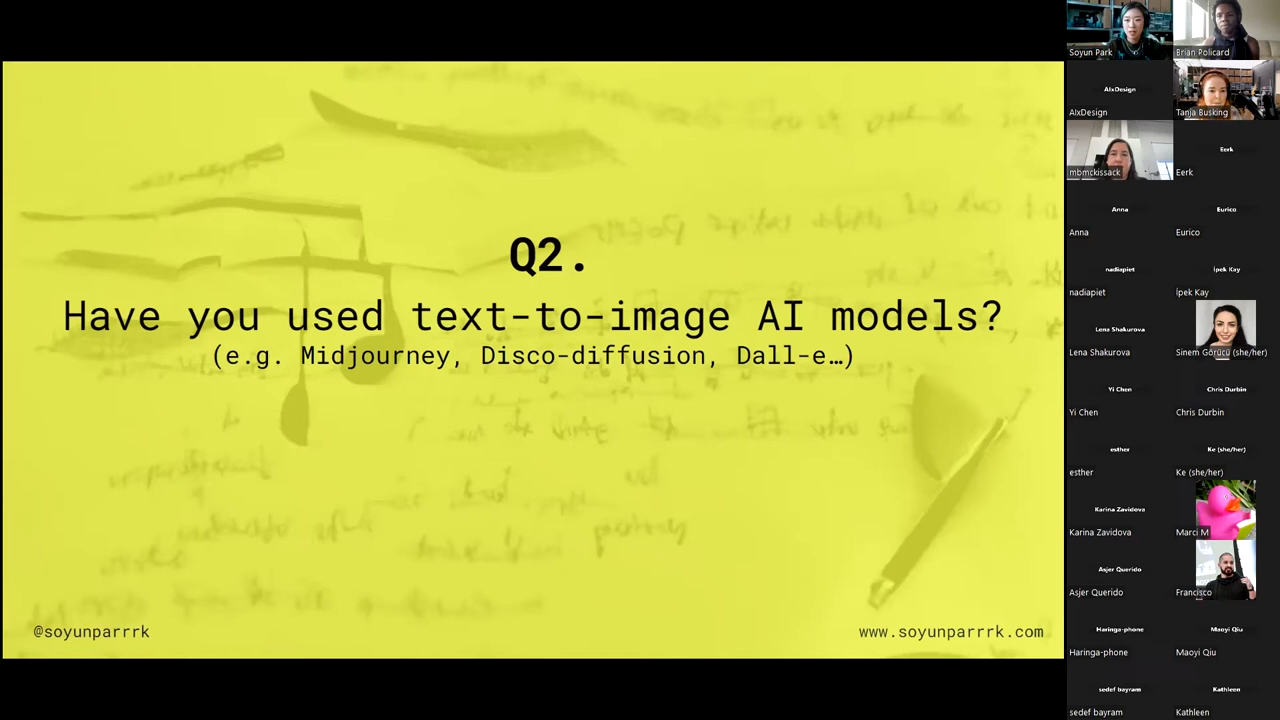 Q2.
Have you used text-to-image AI models?
(e.g. Midjourney, Disco-diffusion, Dall-e…)
@soyunparrrk
www.soyunparrrk.com
Soyun Park
Brian Policard
AIxDesign
AIxDesign
Tanja Busking
mbmckissack
Eerk
Eerk
Anna
Anna
Eurico
Eurico
nadiapiet
nadiapiet
İpek Kay
İpek Kay
Lena Shakurova
Lena Shakurova
Sinem Görücü (she/her)
Yi Chen
Yi Chen
Chris Durbin
Chris Durbin
esther
esther
Ke (she/her)
Ke (she/her)
Karina Zavidova
Karina Zavidova
Marci M
Asjer Querido
Asjer Querido
Francisco
Haringa-phone
Haringa-phone
Maoyi Qiu
Maoyi Qiu
sedef bayram
sedef bayram
Kathleen
Kathleen